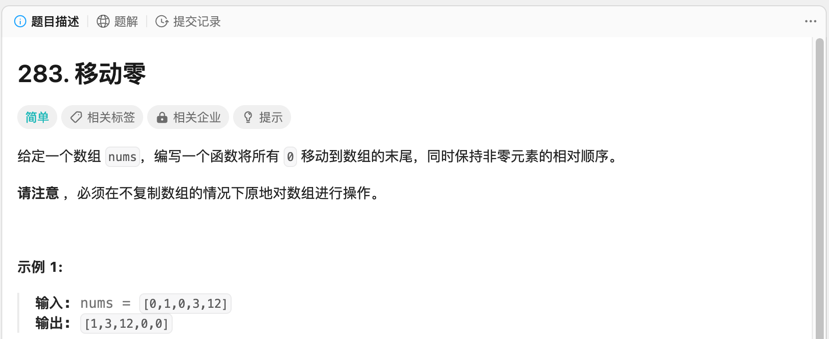 题目描述 题解 提交记录
283. 移动零
简单 相关标签 相关企业 提示
给定一个数组 nums，编写一个函数将所有 0 移动到数组的末尾，同时保持非零元素的相对顺序。
请注意 ，必须在不复制数组的情况下原地对数组进行操作。
示例 1:
输入: nums = [0,1,0,3,12]
输出: [1,3,12,0,0]